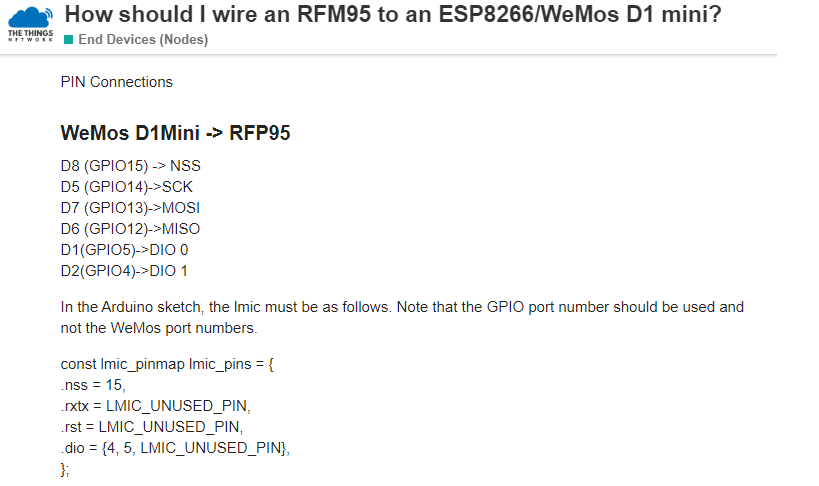 How should I wire an RFM95 to an ESP8266/WeMos D1 mini?
THE THINGS
NETWORK
End Devices (Nodes)
PIN Connections
WeMos D1Mini -> RFP95
D8 (GPIO15) -> NSS
D5 (GPIO14)->SCK
D7 (GPIO13)->MOSI
D6 (GPIO12)->MISO
D1(GPIO5)->DIO 0
D2(GPIO4)->DIO 1
In the Arduino sketch, the lmic must be as follows. Note that the GPIO port number should be used and
not the WeMos port numbers.
const lmic_pinmap lmic_pins = {
.nss = 15,
.rxtx = LMIC_UNUSED_PIN,
.rst = LMIC_UNUSED_PIN,
.dio = {4, 5, LMIC_UNUSED_PIN},
};